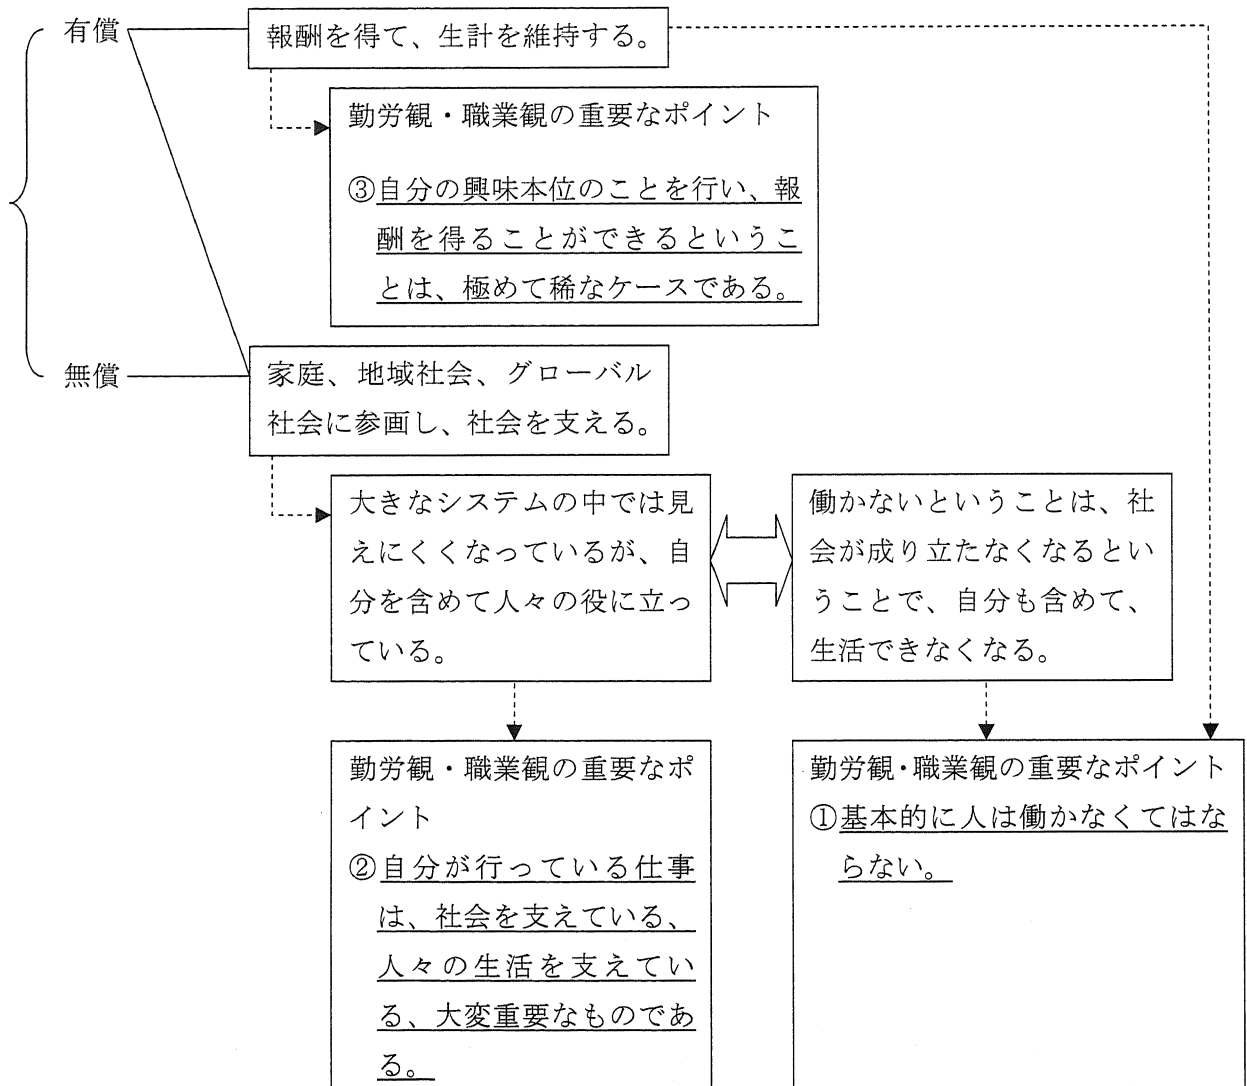 有償
報酬を得て、生計を維持する。
勤労観・職業観の重要なポイント
③自分の興味本位のことを行い、報
酬を得ることができるというこ
とは、極めて稀なケースである。
無償
家庭、地域社会、グローバル
社会に参画し、社会を支える。
大きなシステムの中では見
えにくくなっているが、自
分を含めて人々の役に立っ
ている。
働かないということは、社
会が成り立たなくなるとい
うことで、自分も含めて、
生活できなくなる。
勤労観・職業観の重要なポ
イント
②自分が行っている仕事
は、社会を支えている、
人々の生活を支えてい
る、大変重要なものであ
る。
勤労観・職業観の重要なポイント
①基本的に人は働かなくてはな
らない。